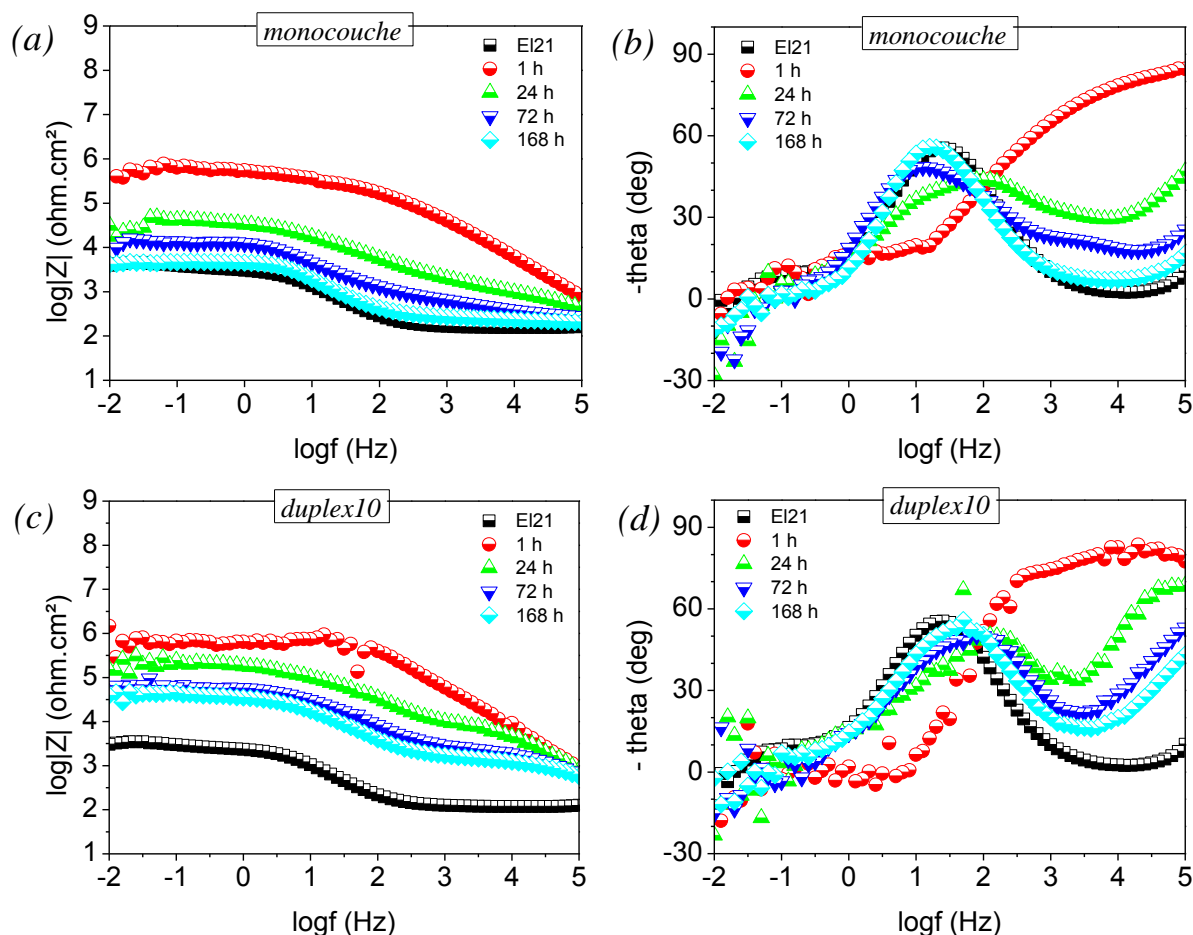 (a)
monocouche
El21
1 h
24 h
72 h
168 h
9
8
7
6
5
4
3
2
1
log|Z| (ohm.cm²)
-2 -1 0 1 2 3 4 5
logf (Hz)
(b)
monocouche
El21
1 h
24 h
72 h
168 h
90
60
30
0
-30
-theta (deg)
-2 -1 0 1 2 3 4 5
logf (Hz)
(c)
duplex10
El21
1 h
24 h
72 h
168 h
9
8
7
6
5
4
3
2
1
log|Z| (ohm.cm²)
-2 -1 0 1 2 3 4 5
logf (Hz)
(d)
duplex10
El21
1 h
24 h
72 h
168 h
90
60
30
0
-30
- theta (deg)
-2 -1 0 1 2 3 4 5
logf (Hz)